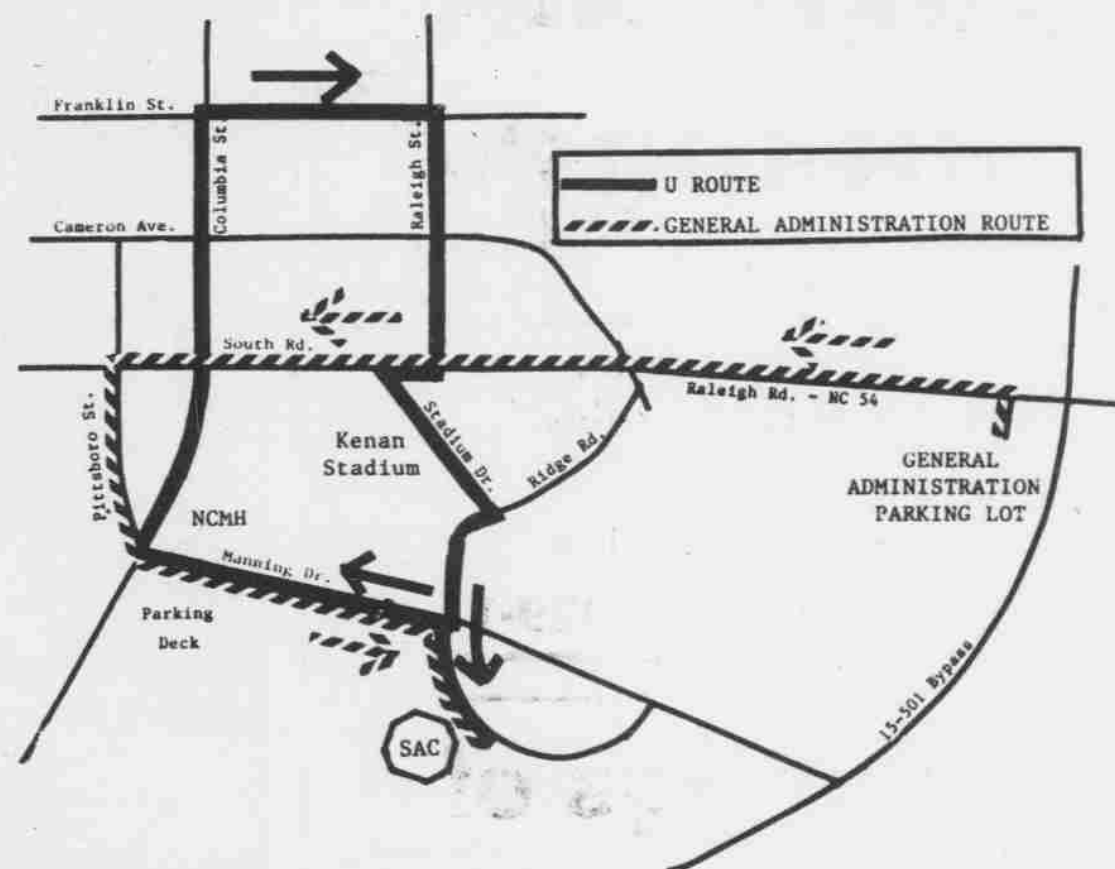 Franklin St.
Columbia St.
Raleigh St.
U ROUTE
GENERAL ADMINISTRATION ROUTE
Cameron Ave.
South Rd.
Raleigh Rd. - NC 54
Pittsboro St.
Kenan
Stadium
Stadium Dr.
Ridge Rd.
GENERAL
ADMINISTRATION
PARKING LOT
NCMH
Manning Dr.
Parking
Deck
15-501 Bypass
SAC